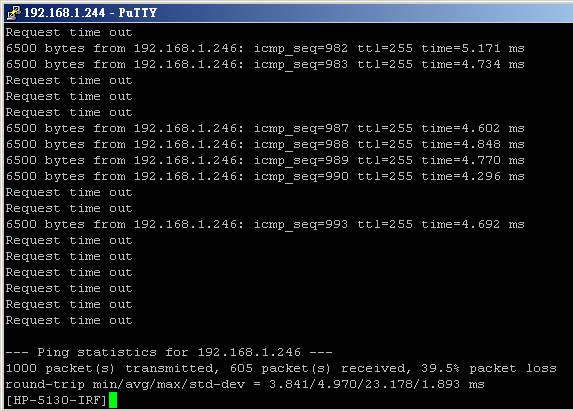 192.168.1.244 - PuTTY
Request time out
6500 bytes from 192.168.1.246: icmp_seq=982 ttl=255 time=5.171 ms
6500 bytes from 192.168.1.246: icmp_seq=983 ttl=255 time=4.734 ms
Request time out
Request time out
Request time out
6500 bytes from 192.168.1.246: icmp_seq=987 ttl=255 time=4.602 ms
6500 bytes from 192.168.1.246: icmp_seq=988 ttl=255 time=4.848 ms
6500 bytes from 192.168.1.246: icmp_seq=989 ttl=255 time=4.770 ms
6500 bytes from 192.168.1.246: icmp_seq=990 ttl=255 time=4.296 ms
Request time out
Request time out
6500 bytes from 192.168.1.246: icmp_seq=993 ttl=255 time=4.692 ms
Request time out
Request time out
Request time out
Request time out
Request time out
Request time out
--- Ping statistics for 192.168.1.246 ---
1000 packet(s) transmitted, 605 packet(s) received, 39.5% packet loss
round-trip min/avg/max/std-dev = 3.841/4.970/23.178/1.893 ms
[HP-5130-IRF]